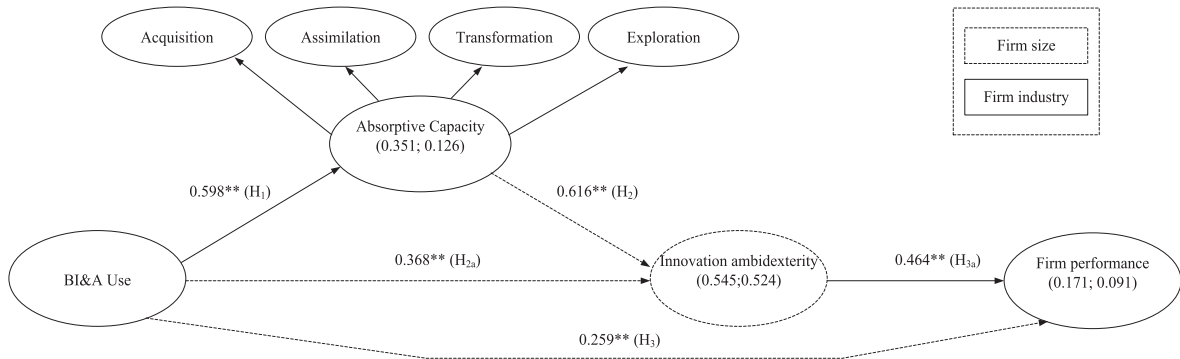 Acquisition
Assimilation
Transformation
Exploration
Firm size
Firm industry
Absorptive Capacity
(0.351; 0.126)
0.598** (H1)
0.616** (H2)
0.368** (H2a)
BI&A Use
Innovation ambidexterity
(0.545;0.524)
0.464** (H3a)
Firm performance
(0.171; 0.091)
0.259** (H3)